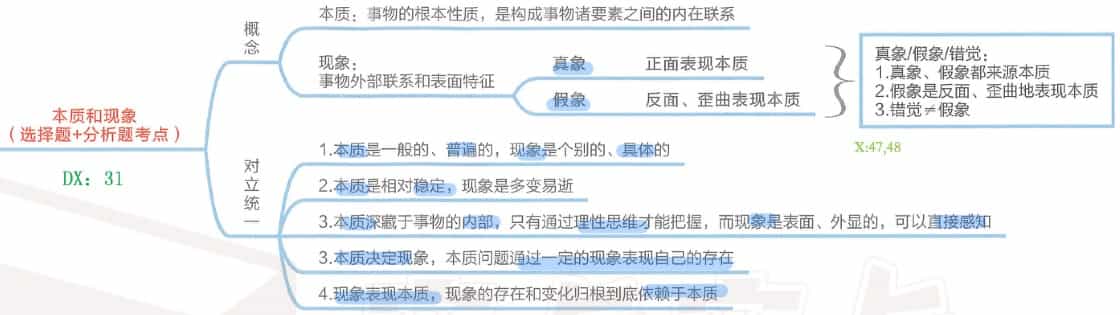 本质和现象
（选择题+分析题考点）
DX：31
概念
本质：事物的根本性质，是构成事物诸要素之间的内在联系
现象：
事物外部联系和表面特征
真象 正面表现本质
假象 反面、歪曲表现本质
真象/假象/错觉：
1.真象、假象都来源本质
2.假象是反面、歪曲地表现本质
3.错觉≠假象
X:47,48
对立统一
1.本质是一般的、普遍的，现象是个别的、具体的
2.本质是相对稳定，现象是多变易逝
3.本质深藏于事物的内部，只有通过理性思维才能把握，而现象是表面、外显的，可以直接感知
3.本质决定现象，本质问题通过一定的现象表现自己的存在
4.现象表现本质，现象的存在和变化归根到底依赖于本质